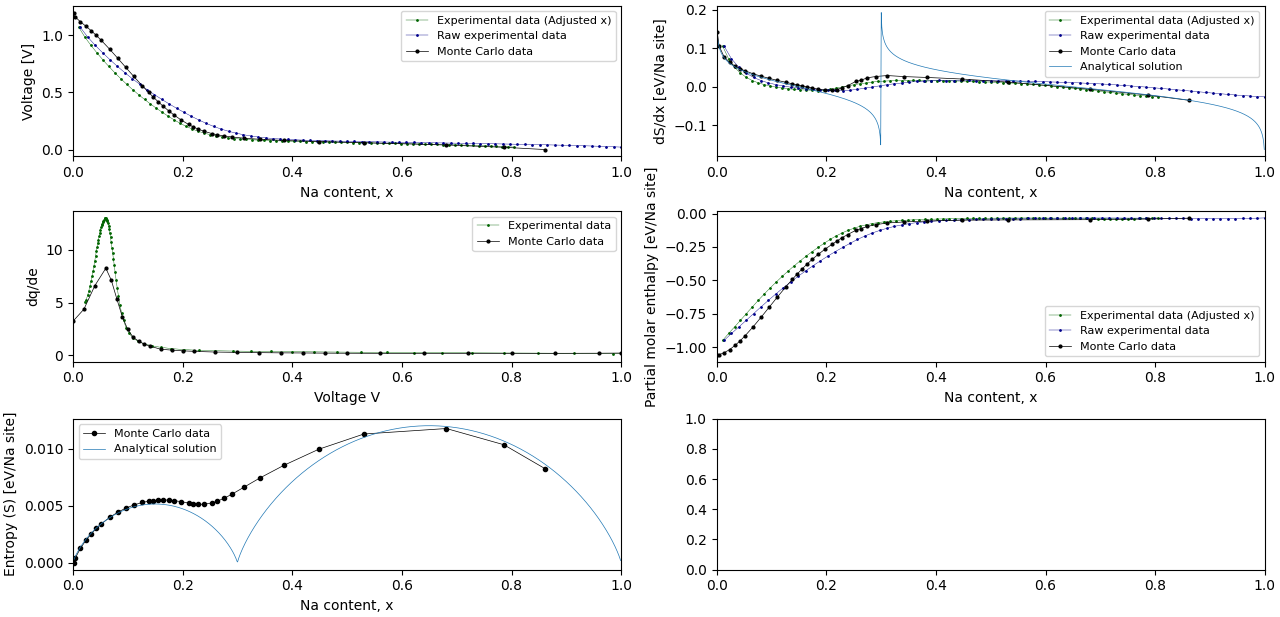 Voltage [V]
1.0
0.5
0.0
Experimental data (Adjusted x)
Raw experimental data
Monte Carlo data
0.0 0.2 0.4 0.6 0.8 1.0
Na content, x
dS/dx [eV/Na site]
0.2
0.1
0.0
−0.1
Experimental data (Adjusted x)
Raw experimental data
Monte Carlo data
Analytical solution
0.0 0.2 0.4 0.6 0.8 1.0
Na content, x
dq/de
10
5
0
Experimental data
Monte Carlo data
0.0 0.2 0.4 0.6 0.8 1.0
Voltage V
Partial molar enthalpy [eV/Na site]
0.00
−0.25
−0.50
−0.75
−1.00
Experimental data (Adjusted x)
Raw experimental data
Monte Carlo data
0.0 0.2 0.4 0.6 0.8 1.0
Na content, x
Entropy (S) [eV/Na site]
0.010
0.005
0.000
Monte Carlo data
Analytical solution
0.0 0.2 0.4 0.6 0.8 1.0
Na content, x
1.0
0.8
0.6
0.4
0.2
0.0
0.0 0.2 0.4 0.6 0.8 1.0